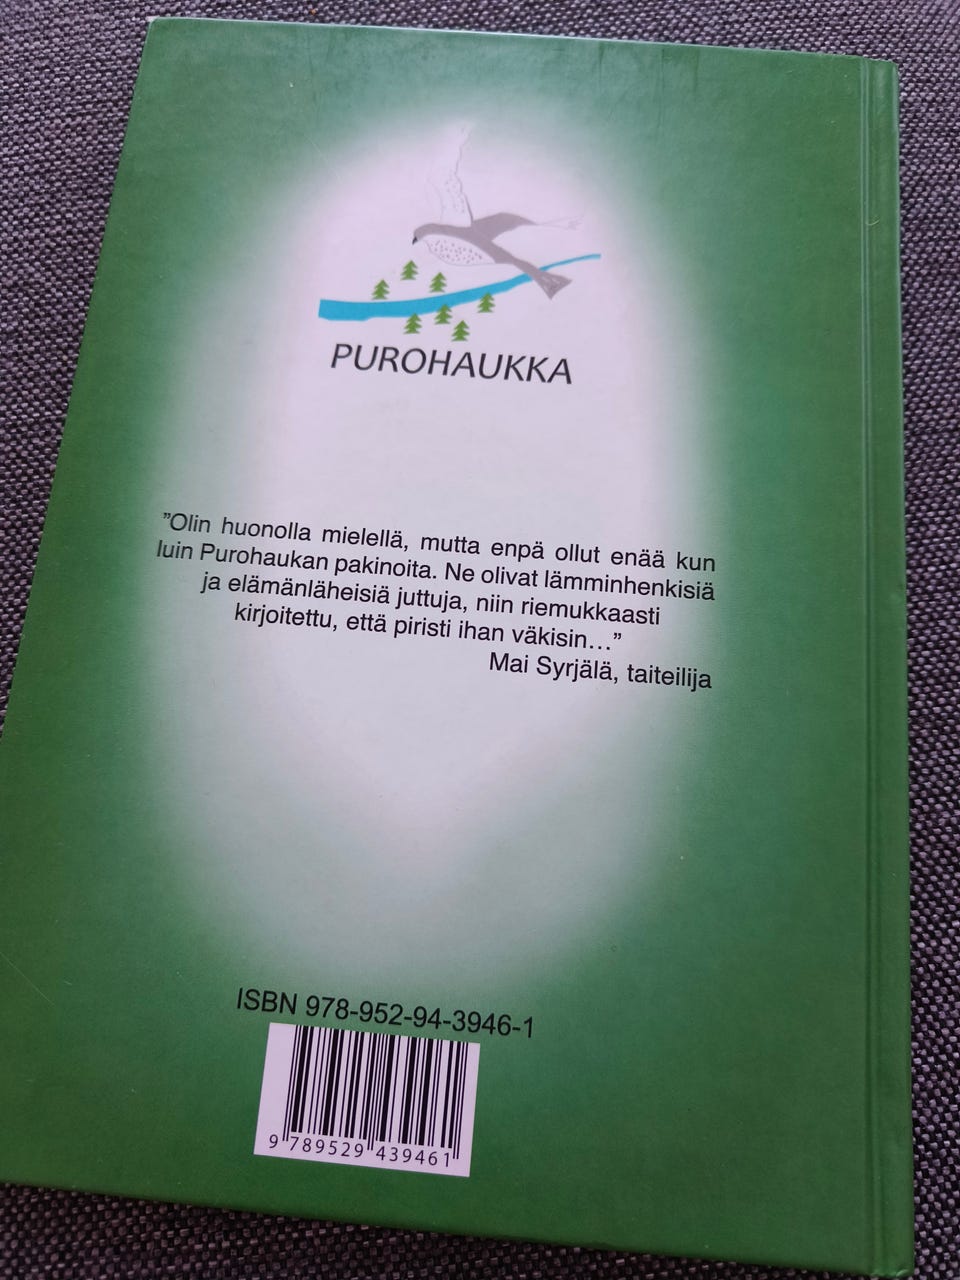 PUROHAUKKA
”Olin huonolla mielellä, mutta enpä ollut enää kun
luin Purohaukan pakinoita. Ne olivat lämminhenkisiä
ja elämänläheisiä juttuja, niin riemukkaasti
kirjoitettu, että piristi ihan väkisin...”
Mai Syrjälä, taiteilija
ISBN 978-952-94-3946-1
9 789529 439461